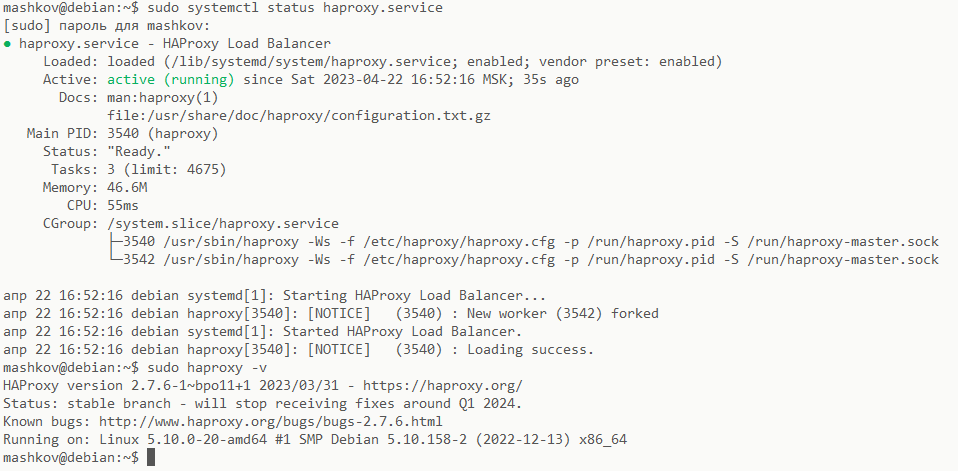 mashkov@debian:~$ sudo systemctl status haproxy.service
[sudo] пароль для mashkov:
● haproxy.service - HAProxy Load Balancer
     Loaded: loaded (/lib/systemd/system/haproxy.service; enabled; vendor preset: enabled)
     Active: active (running) since Sat 2023-04-22 16:52:16 MSK; 35s ago
       Docs: man:haproxy(1)
             file:/usr/share/doc/haproxy/configuration.txt.gz
   Main PID: 3540 (haproxy)
     Status: "Ready."
      Tasks: 3 (limit: 4675)
     Memory: 46.6M
        CPU: 55ms
     CGroup: /system.slice/haproxy.service
             ├─3540 /usr/sbin/haproxy -Ws -f /etc/haproxy/haproxy.cfg -p /run/haproxy.pid -S /run/haproxy-master.sock
             └─3542 /usr/sbin/haproxy -Ws -f /etc/haproxy/haproxy.cfg -p /run/haproxy.pid -S /run/haproxy-master.sock

апр 22 16:52:16 debian systemd[1]: Starting HAProxy Load Balancer...
апр 22 16:52:16 debian haproxy[3540]: [NOTICE]   (3540) : New worker (3542) forked
апр 22 16:52:16 debian systemd[1]: Started HAProxy Load Balancer.
апр 22 16:52:16 debian haproxy[3540]: [NOTICE]   (3540) : Loading success.
mashkov@debian:~$ sudo haproxy -v
HAProxy version 2.7.6-1~bpo11+1 2023/03/31 - https://haproxy.org/
Status: stable branch - will stop receiving fixes around Q1 2024.
Known bugs: http://www.haproxy.org/bugs/bugs-2.7.6.html
Running on: Linux 5.10.0-20-amd64 #1 SMP Debian 5.10.158-2 (2022-12-13) x86_64
mashkov@debian:~$